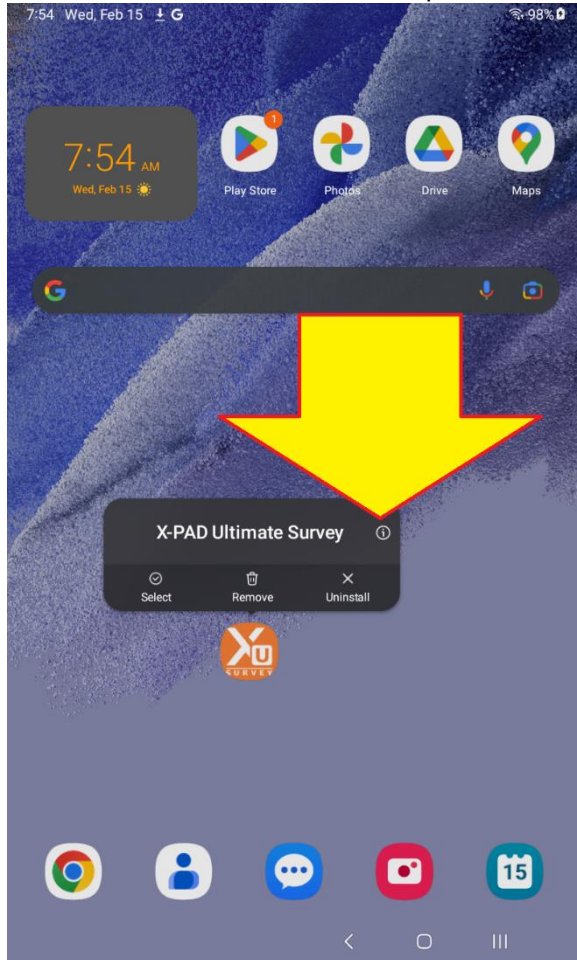 7:54 Wed, Feb 15 G 98%
7:54 AM
Wed, Feb 15
1
Play Store Photos Drive Maps
G
X-PAD Ultimate Survey
Select Remove Uninstall
XU
SURVEY
15